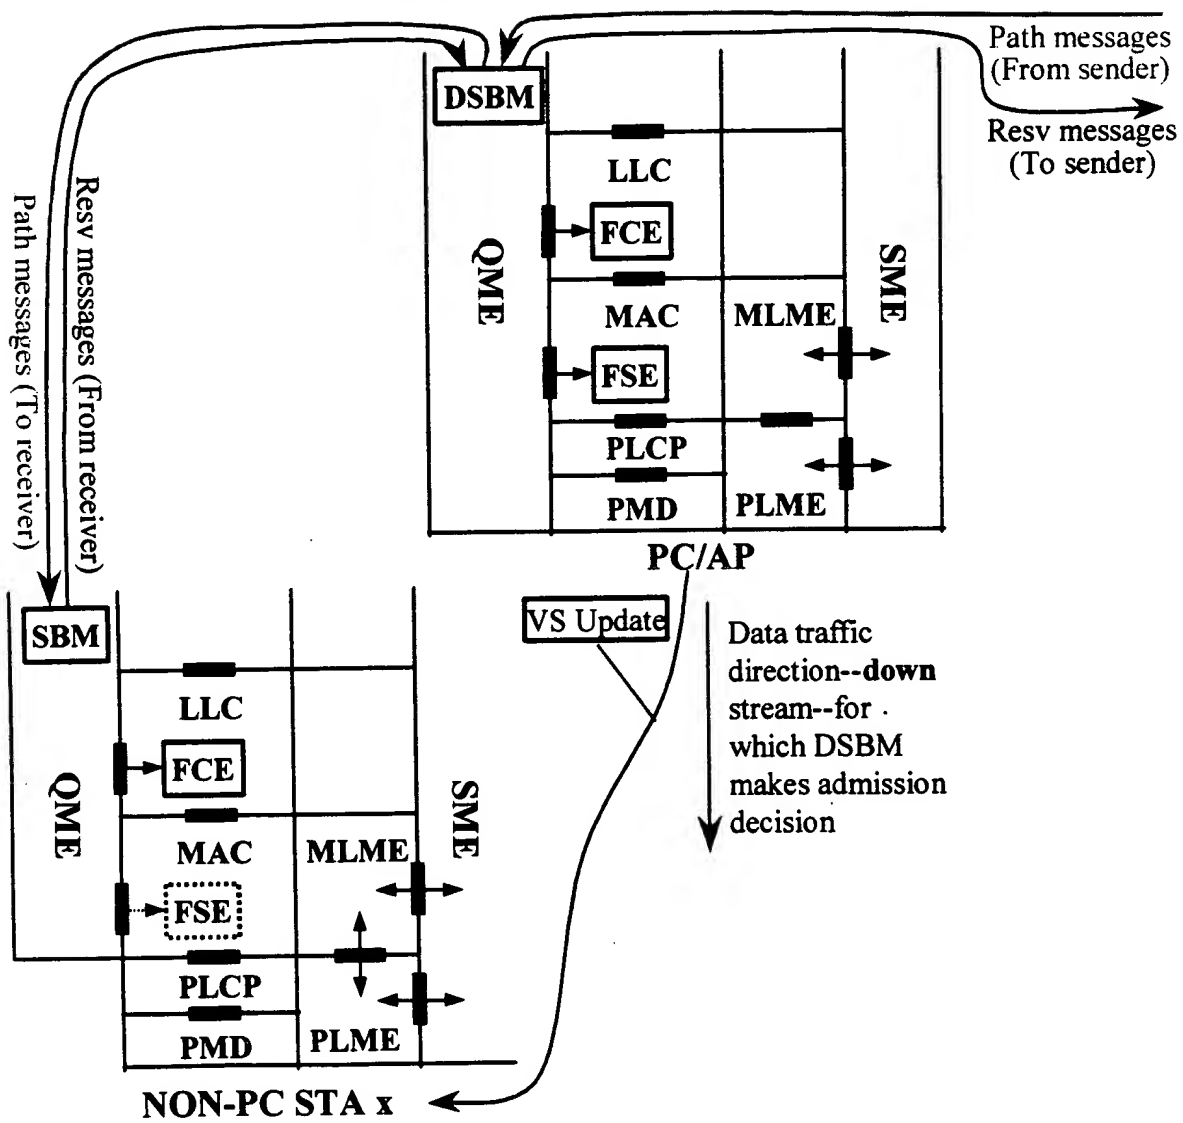 Path messages
(From sender)
DSBM
Resv messages
(To sender)
LLC
FCE
QME
SME
MAC
MLME
FSE
PLCP
PMD
PLME
PC/AP
Path messages (To receiver)
Resv messages (From receiver)
VS Update
Data traffic
direction--down
stream--for
which DSBM
makes admission
decision
SBM
LLC
FCE
QME
SME
MAC
MLME
FSE
PLCP
PMD
PLME
NON-PC STA x